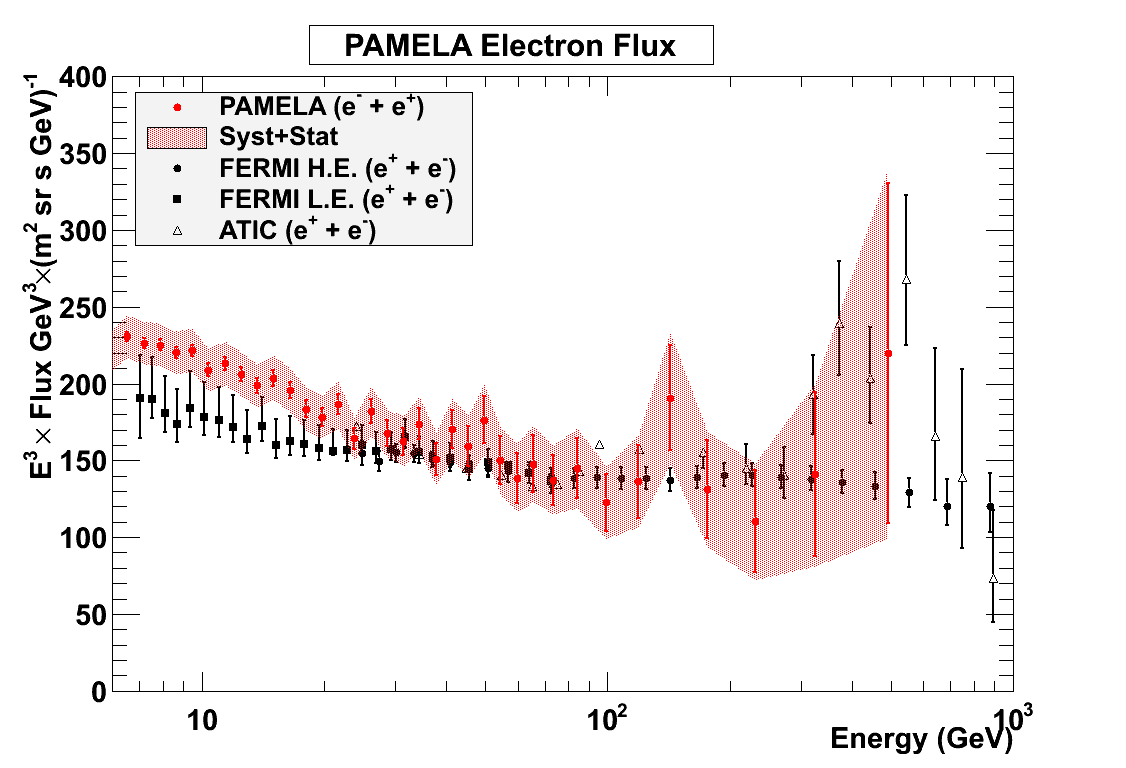 PAMELA Electron Flux
E³ × Flux GeV³×(m² sr s GeV)⁻¹
400
350
300
250
200
150
100
50
0
PAMELA (e⁻ + e⁺)
Syst+Stat
FERMI H.E. (e⁺ + e⁻)
FERMI L.E. (e⁺ + e⁻)
ATIC (e⁺ + e⁻)
10
10²
10³
Energy (GeV)